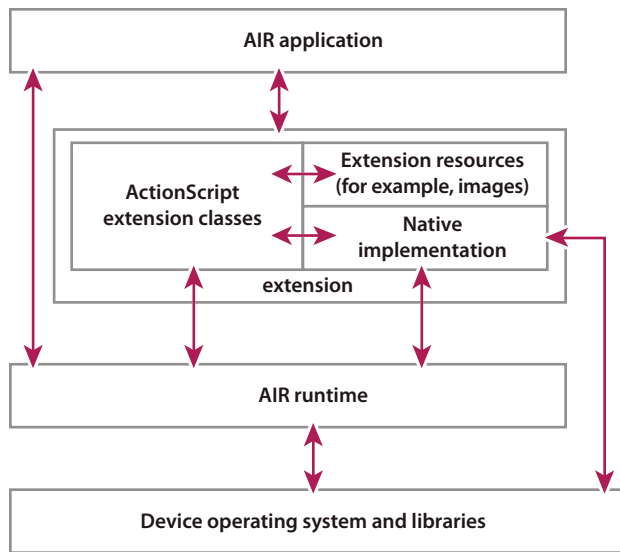 AIR application
ActionScript
extension classes
Extension resources
(for example, images)
Native
implementation
extension
AIR runtime
Device operating system and libraries